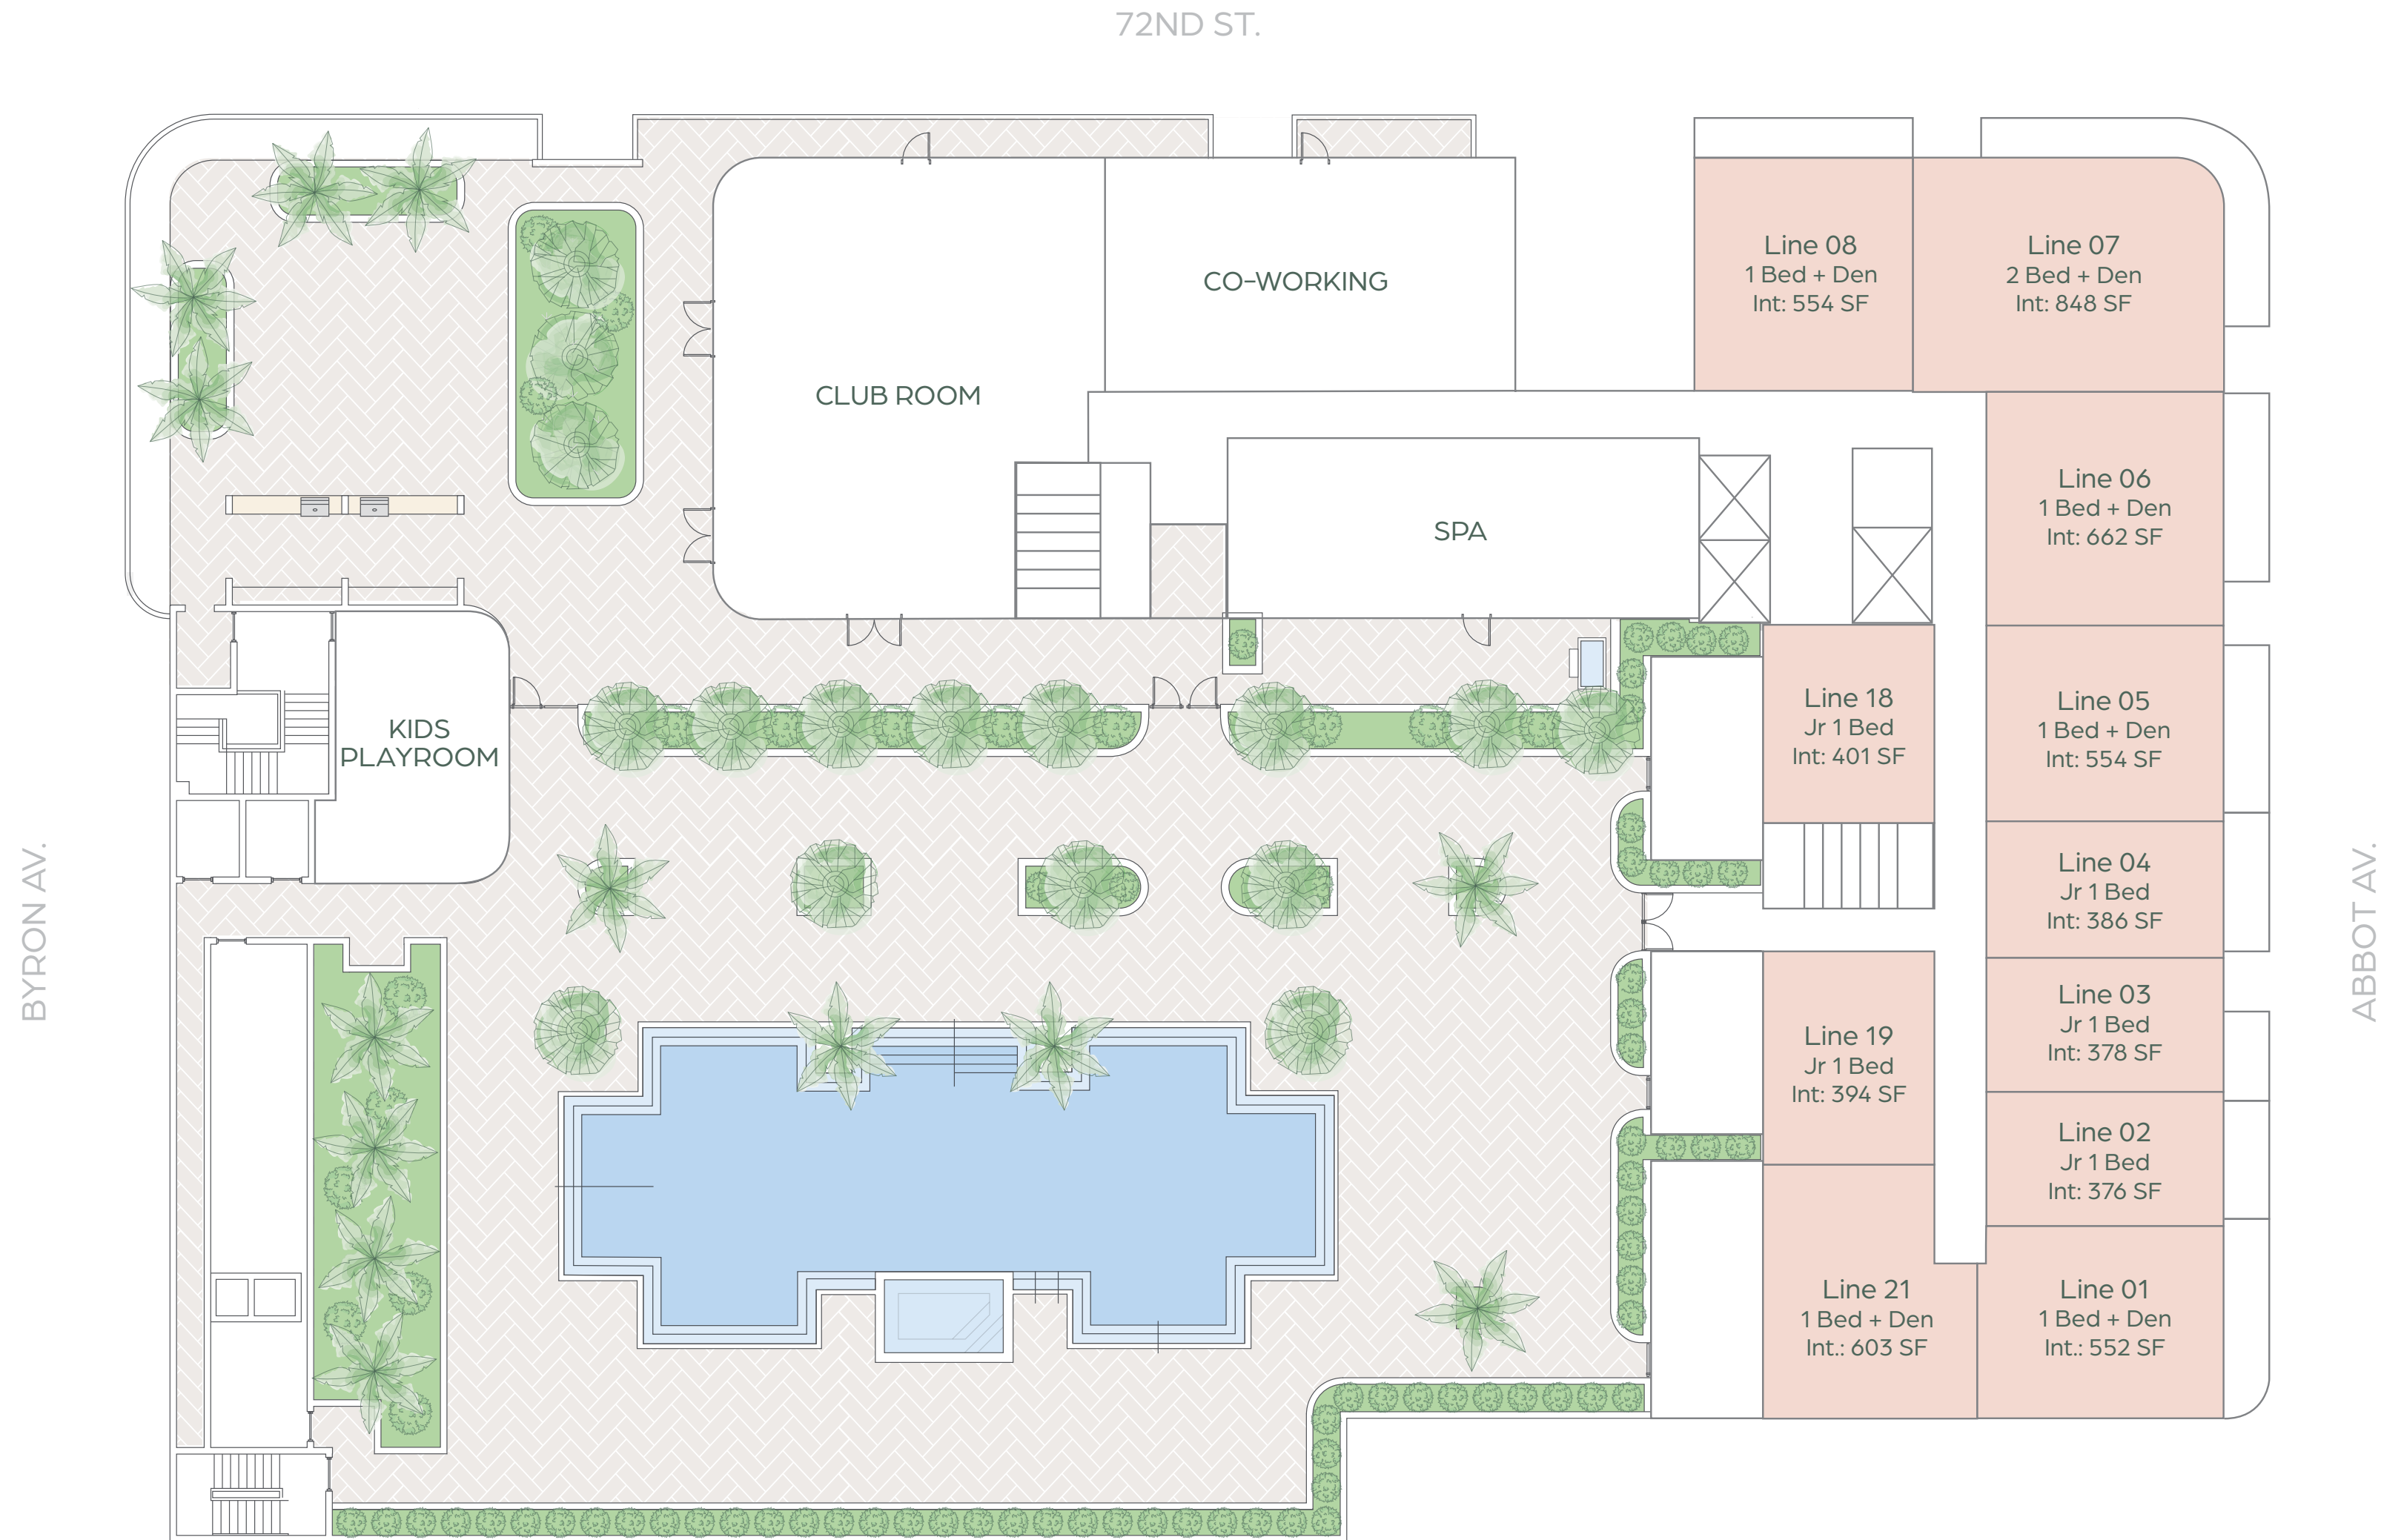 72ND ST.
Line 08
1 Bed + Den
Int: 554 SF
Line 07
2 Bed + Den
Int: 848 SF
CO-WORKING
CLUB ROOM
SPA
Line 06
1 Bed + Den
Int: 662 SF
KIDS
PLAYROOM
Line 18
Jr 1 Bed
Int: 401 SF
Line 05
1 Bed + Den
Int: 554 SF
Line 04
Jr 1 Bed
Int: 386 SF
BYRON AV.
ABBOT AV.
Line 03
Jr 1 Bed
Int: 378 SF
Line 19
Jr 1 Bed
Int: 394 SF
Line 02
Jr 1 Bed
Int: 376 SF
Line 21
1 Bed + Den
Int.: 603 SF
Line 01
1 Bed + Den
Int.: 552 SF